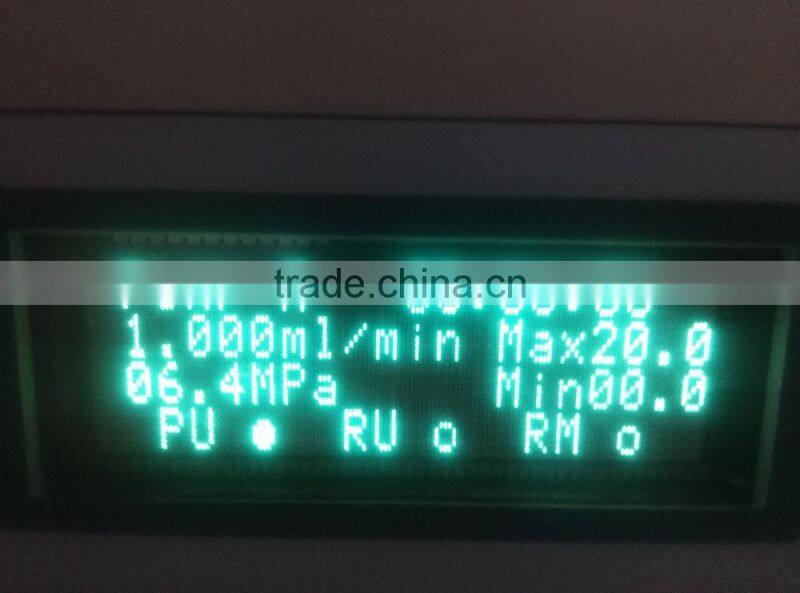 trade.china.cn
1.000ml/min Max20.0
06.4MPa Min00.0
PU ● RU o RM o